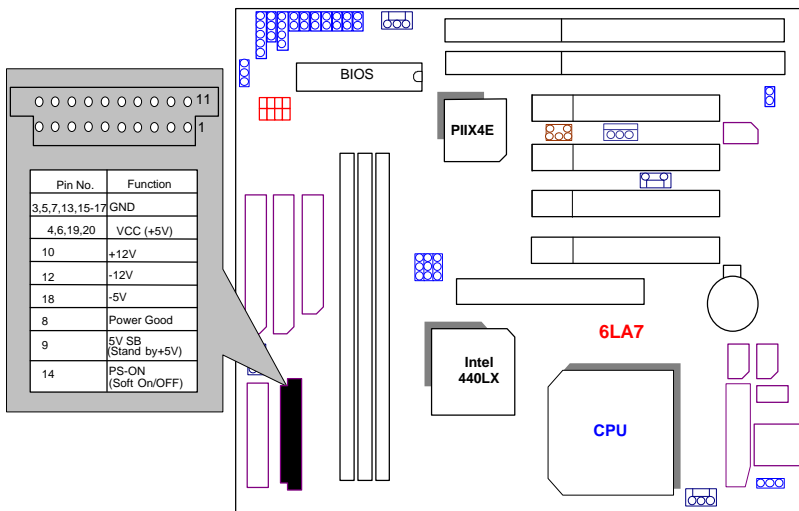 BIOS
11
1
PIIX4E
Pin No. Function
3,5,7,13,15-17 GND
4,6,19,20 VCC (+5V)
10 +12V
12 -12V
18 -5V
8 Power Good
9 5V SB
(Stand by+5V)
14 PS-ON
(Soft On/OFF)
6LA7
Intel
440LX
CPU